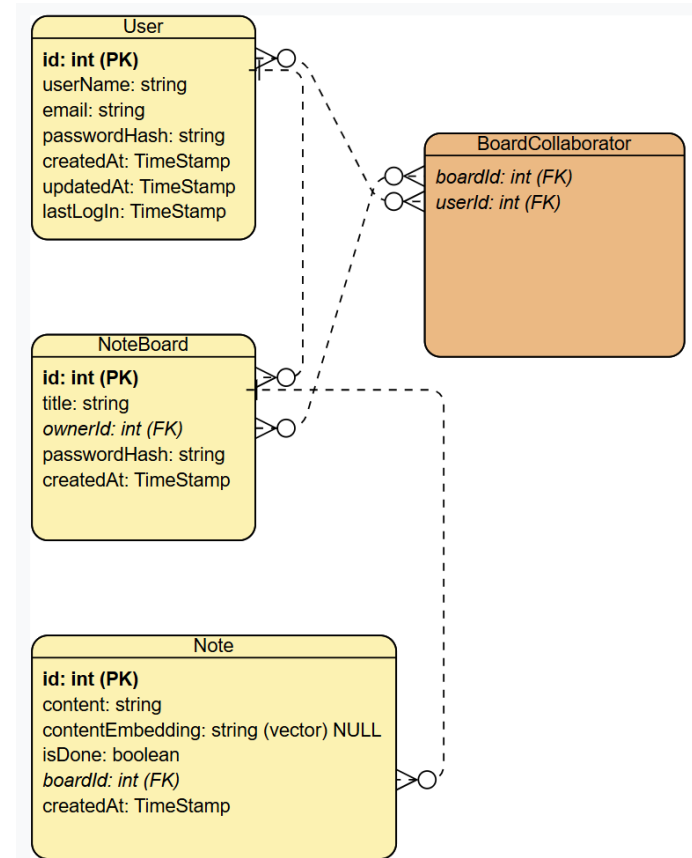 User
id: int (PK)
userName: string
email: string
passwordHash: string
createdAt: TimeStamp
updatedAt: TimeStamp
lastLogIn: TimeStamp
BoardCollaborator
boardId: int (FK)
userId: int (FK)
NoteBoard
id: int (PK)
title: string
ownerId: int (FK)
passwordHash: string
createdAt: TimeStamp
Note
id: int (PK)
content: string
contentEmbedding: string (vector) NULL
isDone: boolean
boardId: int (FK)
createdAt: TimeStamp